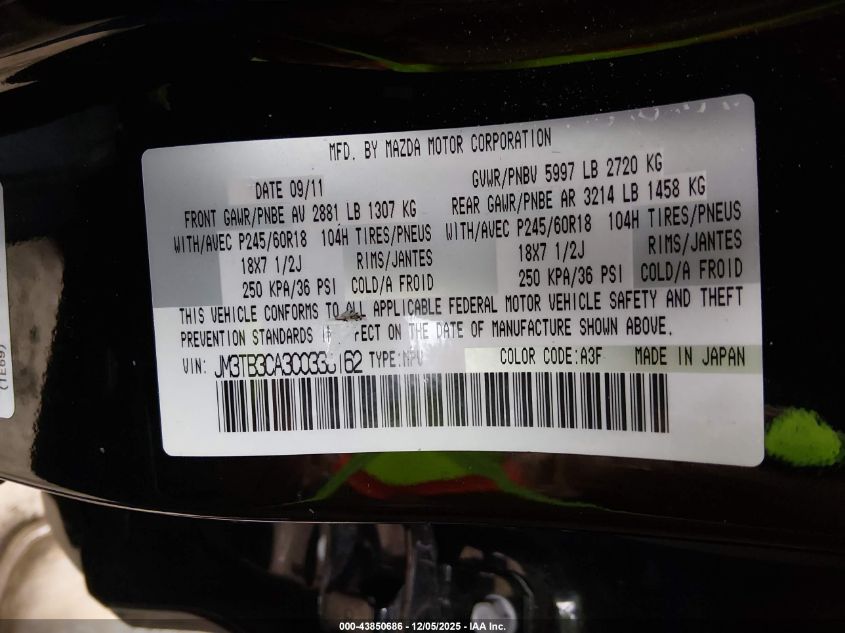 MFD. BY MAZDA MOTOR CORPORATION
DATE 09/11
GVWR/PNBV 5997 LB 2720 KG
FRONT GAWR/PNBE AV 2881 LB 1307 KG
REAR GAWR/PNBE AR 3214 LB 1458 KG
WITH/AVEC P245/60R18 104H TIRES/PNEUS
WITH/AVEC P245/60R18 104H TIRES/PNEUS
18X7 1/2J RIMS/JANTES
18X7 1/2J RIMS/JANTES
250 KPA/36 PSI COLD/A FROID
250 KPA/36 PSI COLD/A FROID
THIS VEHICLE CONFORMS TO ALL APPLICABLE FEDERAL MOTOR VEHICLE SAFETY AND THEFT
PREVENTION STANDARDS IN EFFECT ON THE DATE OF MANUFACTURE SHOWN ABOVE.
VIN: TYPE:MPV COLOR CODE:A3F MADE IN JAPAN
(TE69)
000-43850686 - 12/05/2025 - IAA Inc.